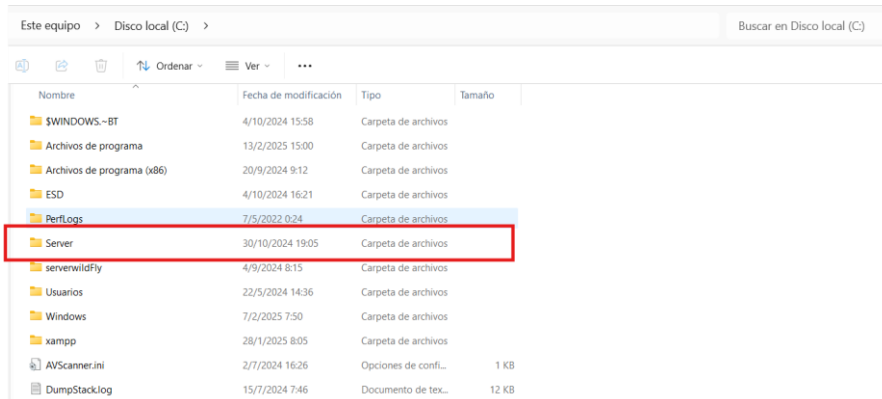 Este equipo > Disco local (C:) > Buscar en Disco local (C:)
Ordenar Ver ...
Nombre Fecha de modificación Tipo Tamaño
$WINDOWS.~BT 4/10/2024 15:58 Carpeta de archivos
Archivos de programa 13/2/2025 15:00 Carpeta de archivos
Archivos de programa (x86) 20/9/2024 9:12 Carpeta de archivos
ESD 4/10/2024 16:21 Carpeta de archivos
PerfLogs 7/5/2022 0:24 Carpeta de archivos
Server 30/10/2024 19:05 Carpeta de archivos
serverwildFly 4/9/2024 8:15 Carpeta de archivos
Usuarios 22/5/2024 14:36 Carpeta de archivos
Windows 7/2/2025 7:50 Carpeta de archivos
xampp 28/1/2025 8:05 Carpeta de archivos
AVScanner.ini 2/7/2024 16:26 Opciones de confi... 1 KB
DumpStack.log 15/7/2024 7:46 Documento de tex... 12 KB